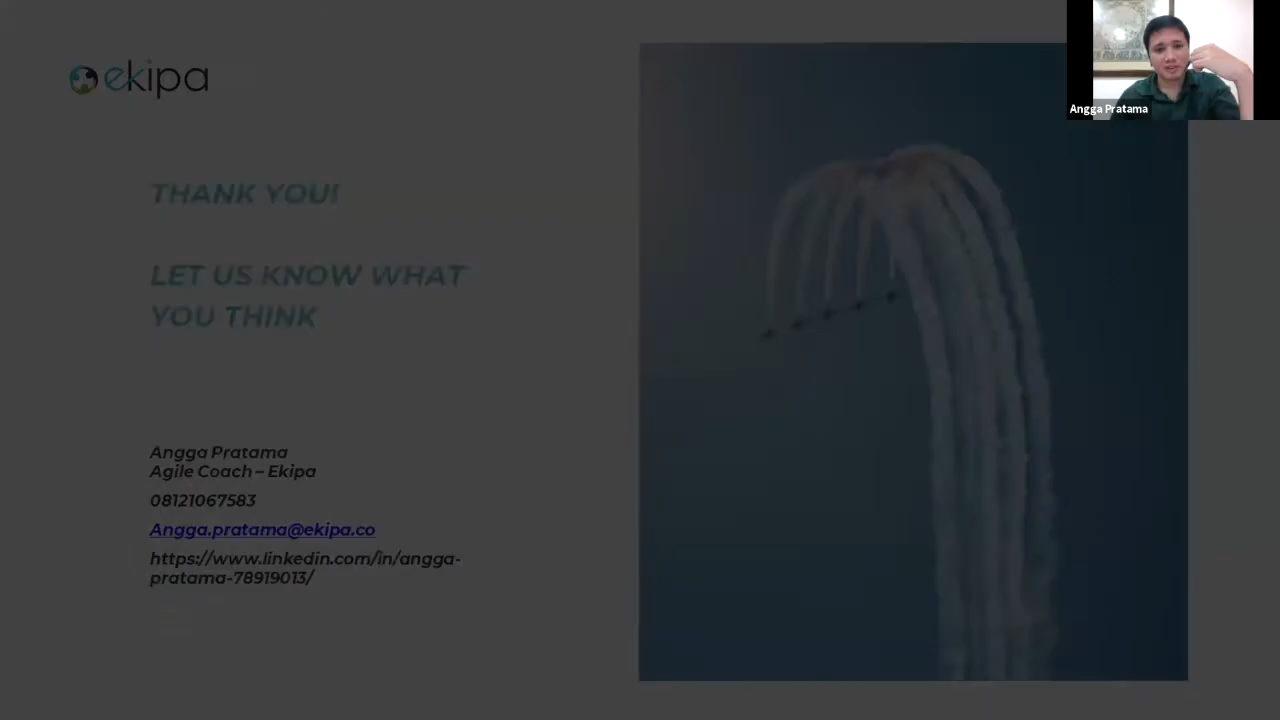 ekipa
Angga Pratama
THANK YOU!
LET US KNOW WHAT
YOU THINK
Angga Pratama
Agile Coach – Ekipa
08121067583
Angga.pratama@ekipa.co
https://www.linkedin.com/in/angga-
pratama-78919013/